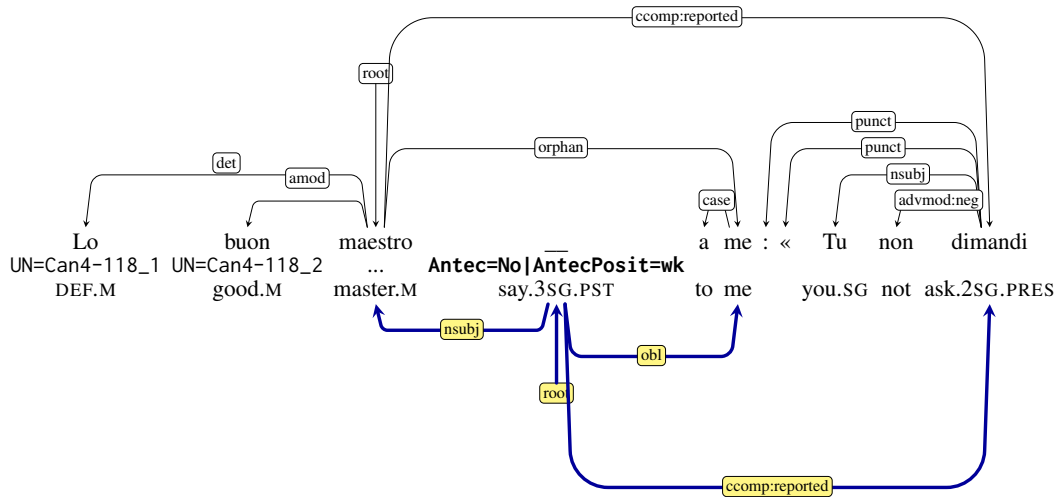 ccomp:reported
root
punct
orphan
punct
det
amod
nsubj
case
advmod:neg
Lo buon maestro __ a me : « Tu non dimandi
UN=Can4-118_1 UN=Can4-118_2 ... Antec=No|AntecPosit=wk
DEF.M good.M master.M say.3SG.PST to me you.SG not ask.2SG.PRES
nsubj
obl
root
ccomp:reported